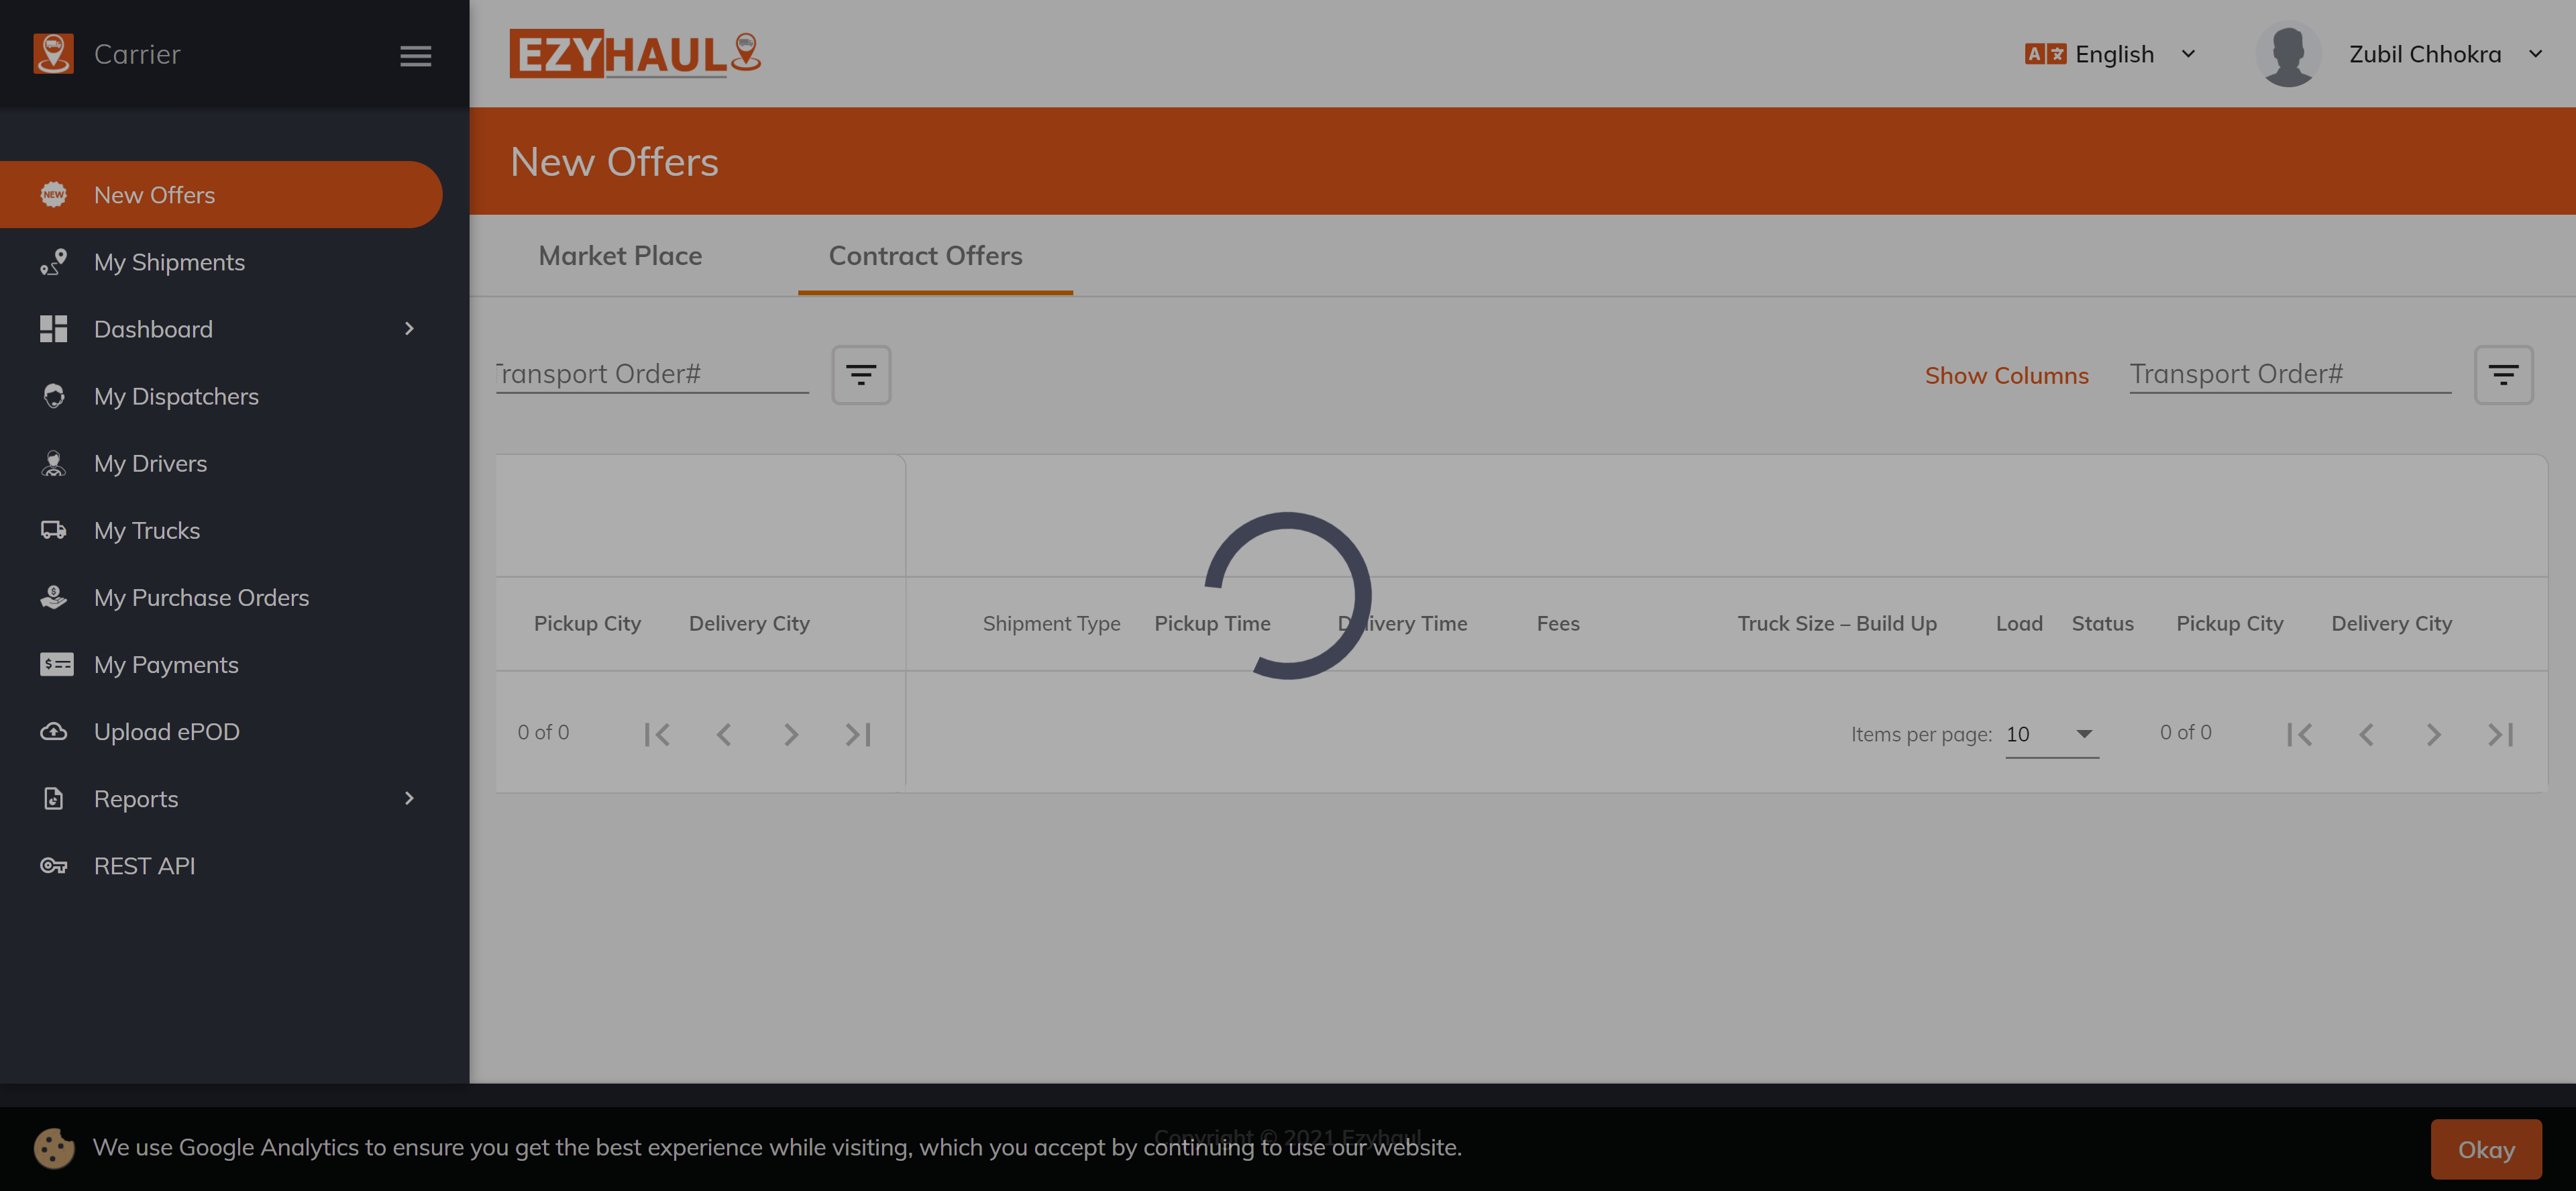 Carrier
EZYHAUL
English
Zubil Chhokra
New Offers
NEW
New Offers
My Shipments
Dashboard
My Dispatchers
My Drivers
My Trucks
My Purchase Orders
My Payments
Upload ePOD
Reports
REST API
Market Place
Contract Offers
Transport Order#
Show Columns
Transport Order#
Pickup City
Delivery City
Shipment Type
Pickup Time
Delivery Time
Fees
Truck Size – Build Up
Load
Status
Pickup City
Delivery City
0 of 0
Items per page:
10
0 of 0
Copyright © 2021 Ezyhaul
We use Google Analytics to ensure you get the best experience while visiting, which you accept by continuing to use our website.
Okay